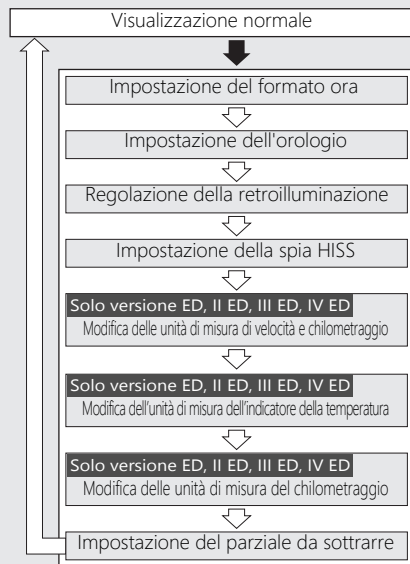 Visualizzazione normale
Impostazione del formato ora
Impostazione dell'orologio
Regolazione della retroilluminazione
Impostazione della spia HISS
Solo versione ED, II ED, III ED, IV ED
Modifica delle unità di misura di velocità e chilometraggio
Solo versione ED, II ED, III ED, IV ED
Modifica dell'unità di misura dell'indicatore della temperatura
Solo versione ED, II ED, III ED, IV ED
Modifica delle unità di misura del chilometraggio
Impostazione del parziale da sottrarre